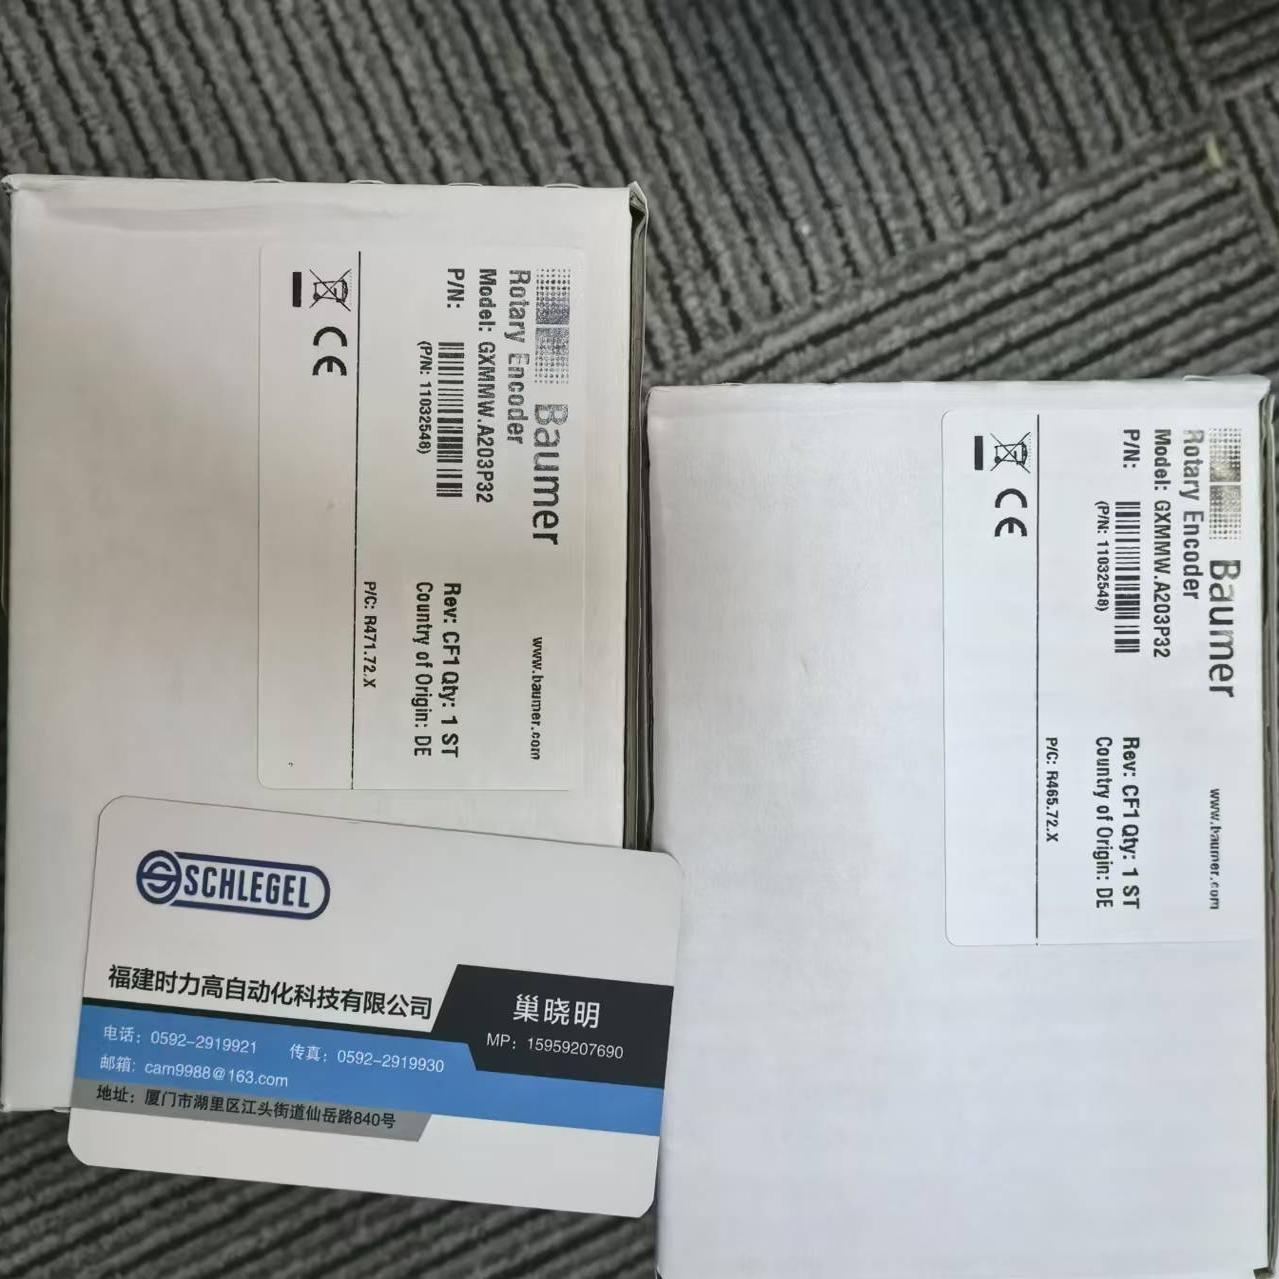 Baumer
www.baumer.com
Rotary Encoder
Model: GXMMW.A203P32
P/N:
Rev: CF1 Qty: 1 ST
(P/N: 11032548)
Country of Origin: DE
P/C: R471.72.X
CE
Baumer
www.baumer.com
Rotary Encoder
Model: GXMMW.A203P32
P/N:
Rev: CF1 Qty: 1 ST
(P/N: 11032548)
Country of Origin: DE
P/C: R465.72.X
CE
SCHLEGEL
福建时力高自动化科技有限公司
巢晓明
MP：15959207690
电话：0592-2919921 传真：0592-2919930
邮箱: cam9988@163.com
地址：厦门市湖里区江头街道仙岳路840号